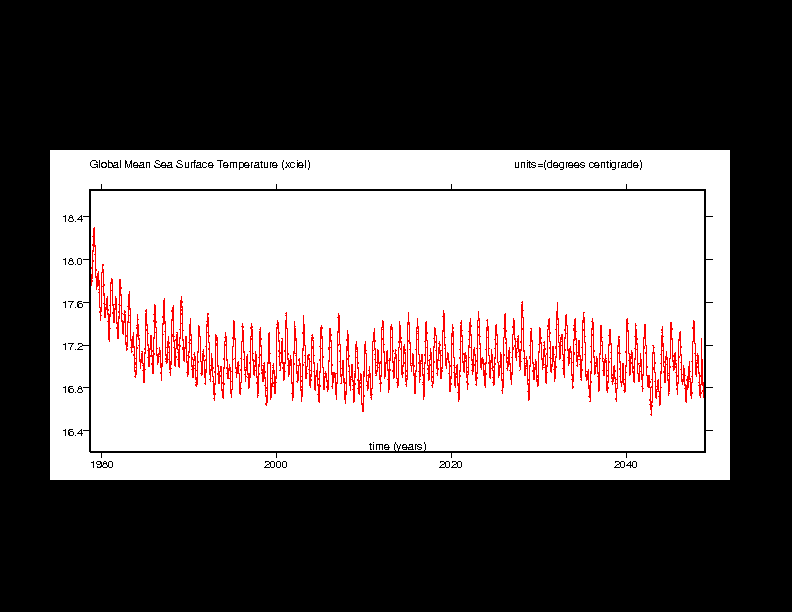 Global Mean Sea Surface Temperature (xciel) units=(degrees centigrade)
18.4
18.0
17.6
17.2
16.8
16.4
time (years)
1980 2000 2020 2040